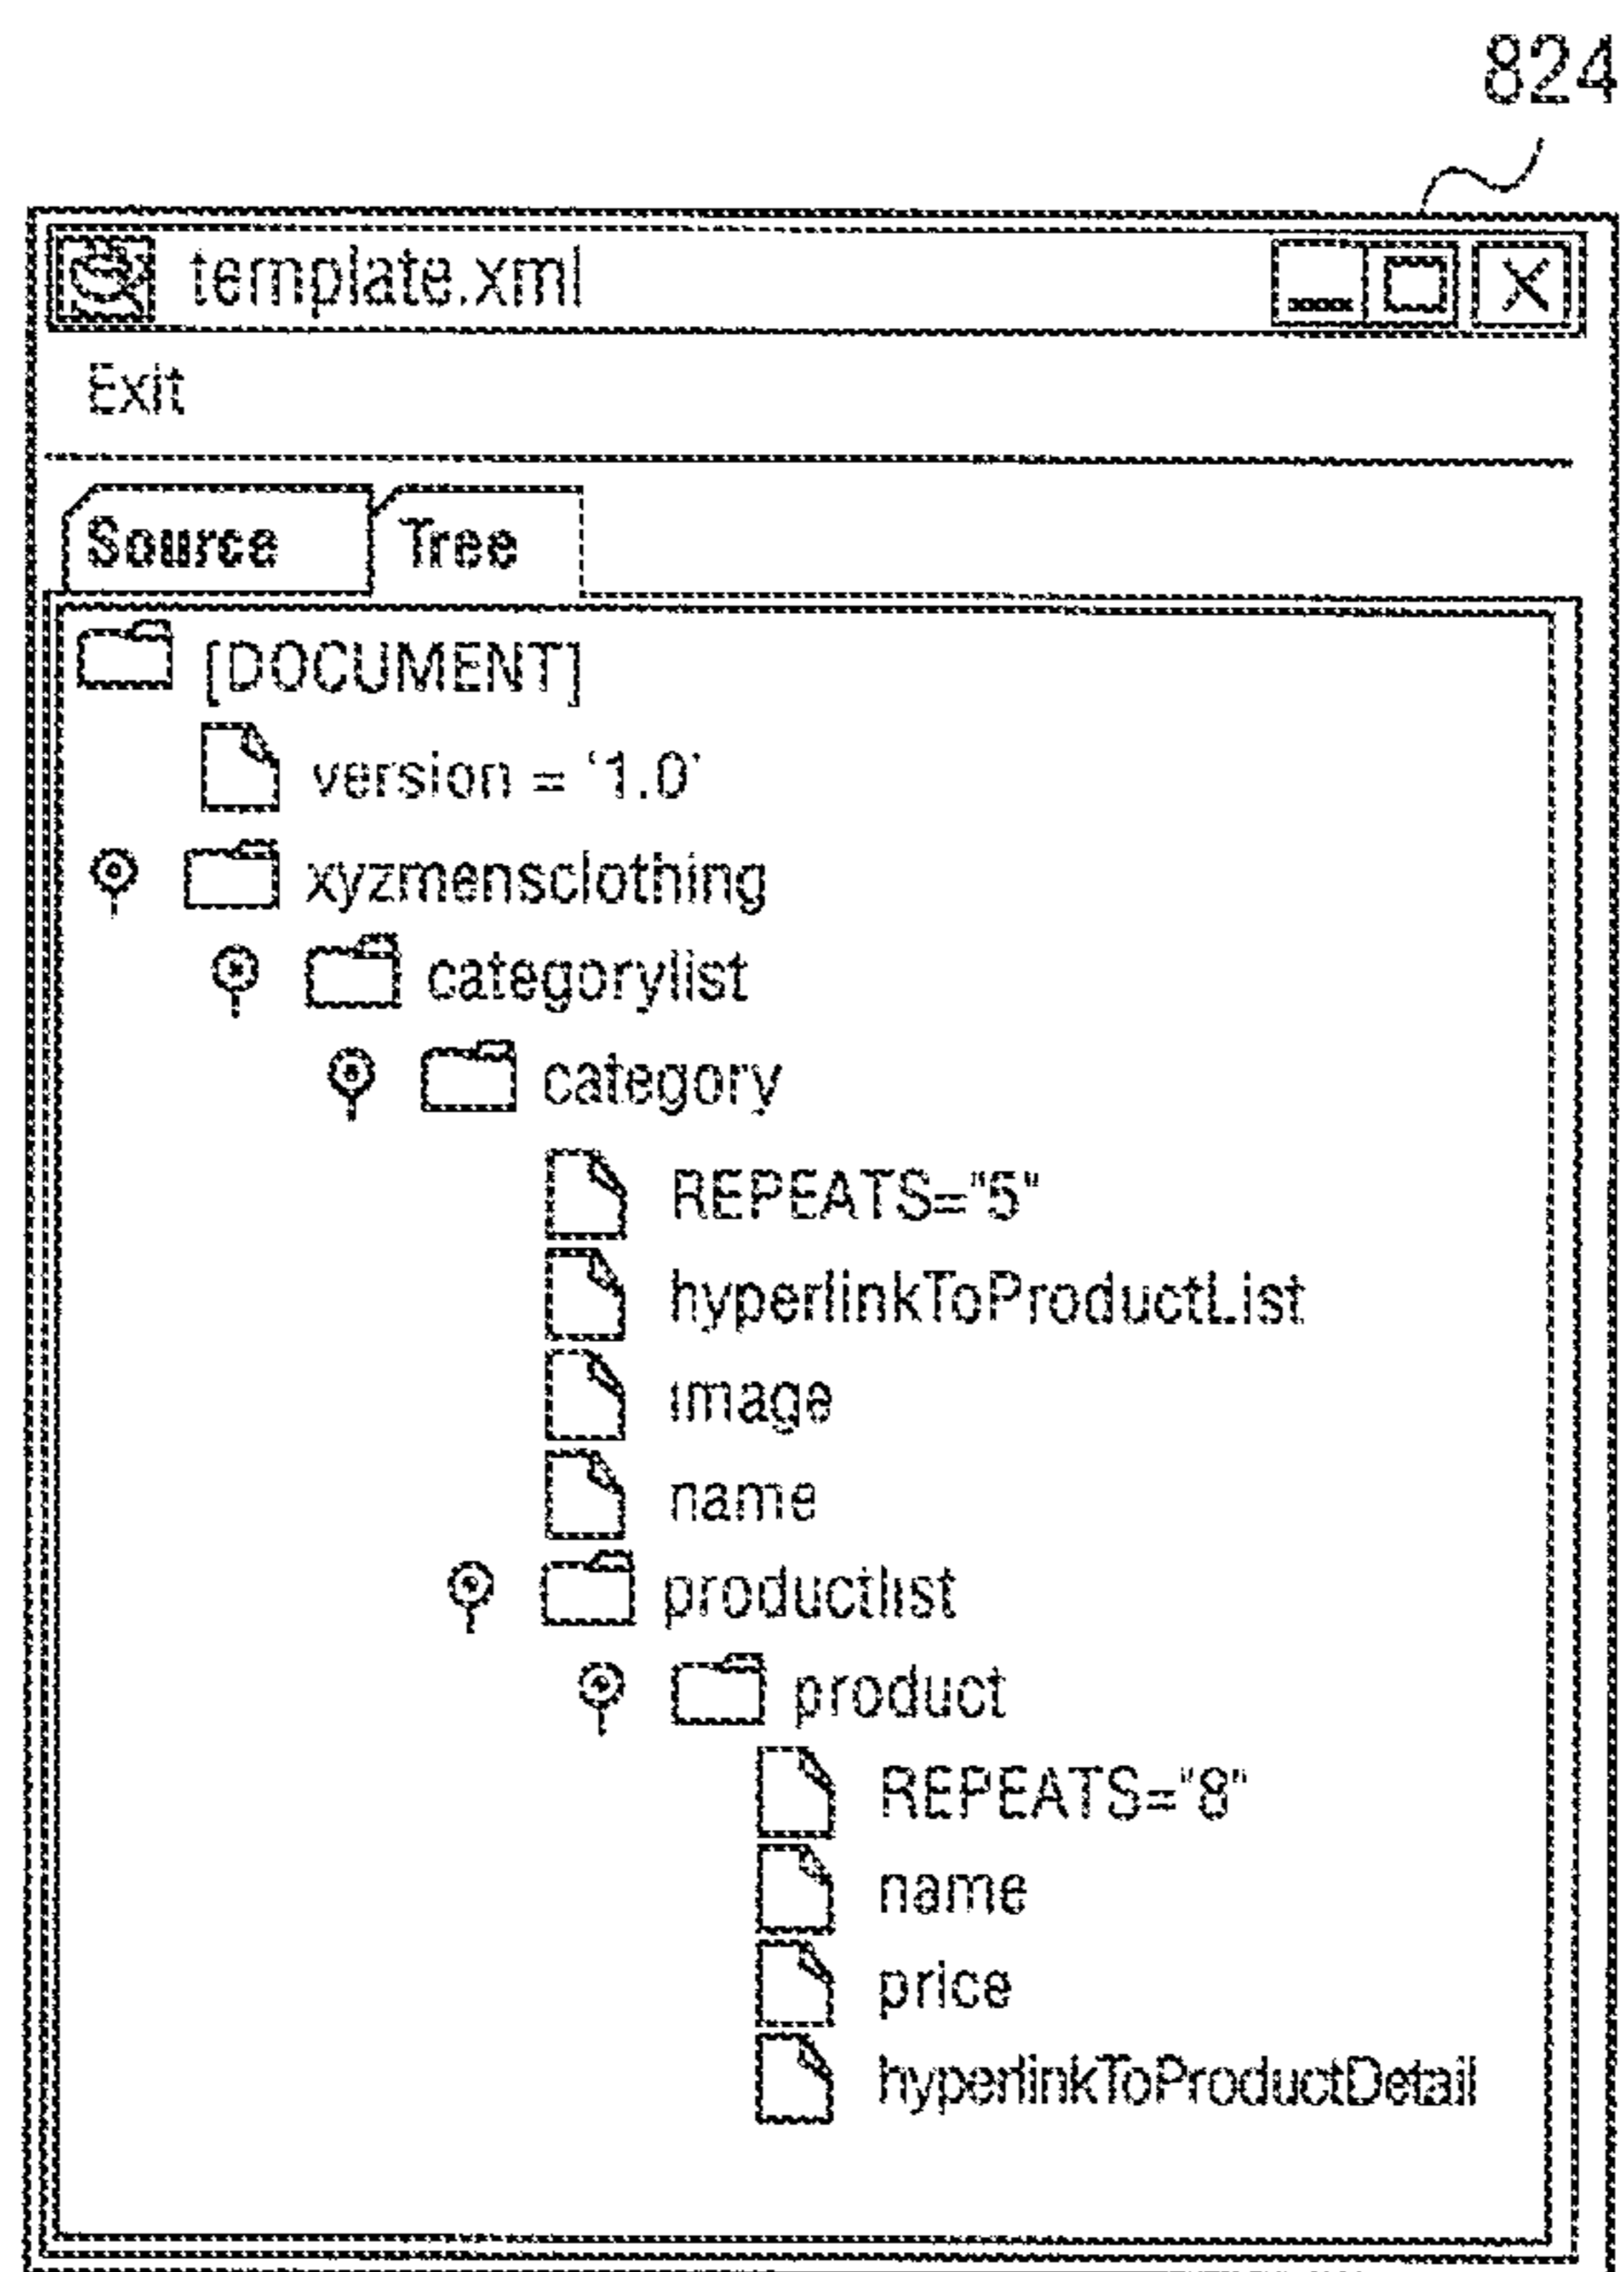 824
template.xml
Exit
Source Tree
[DOCUMENT]
version = '1.0'
xyzmensclothing
categorylist
category
REPEATS="5"
hyperlinkToProductList
image
name
productlist
product
REPEATS="8"
name
price
hyperlinkToProductDetail